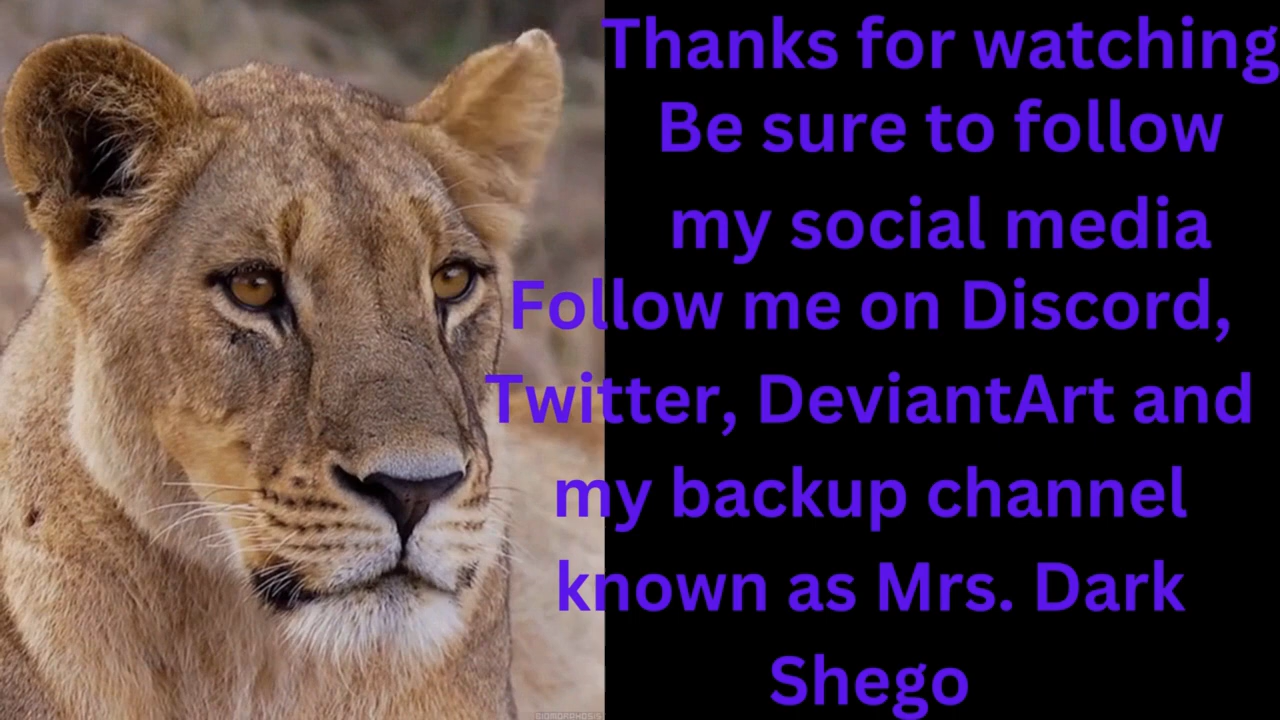 Thanks for watching
Be sure to follow
my social media
Follow me on Discord,
Twitter, DeviantArt and
my backup channel
known as Mrs. Dark
Shego